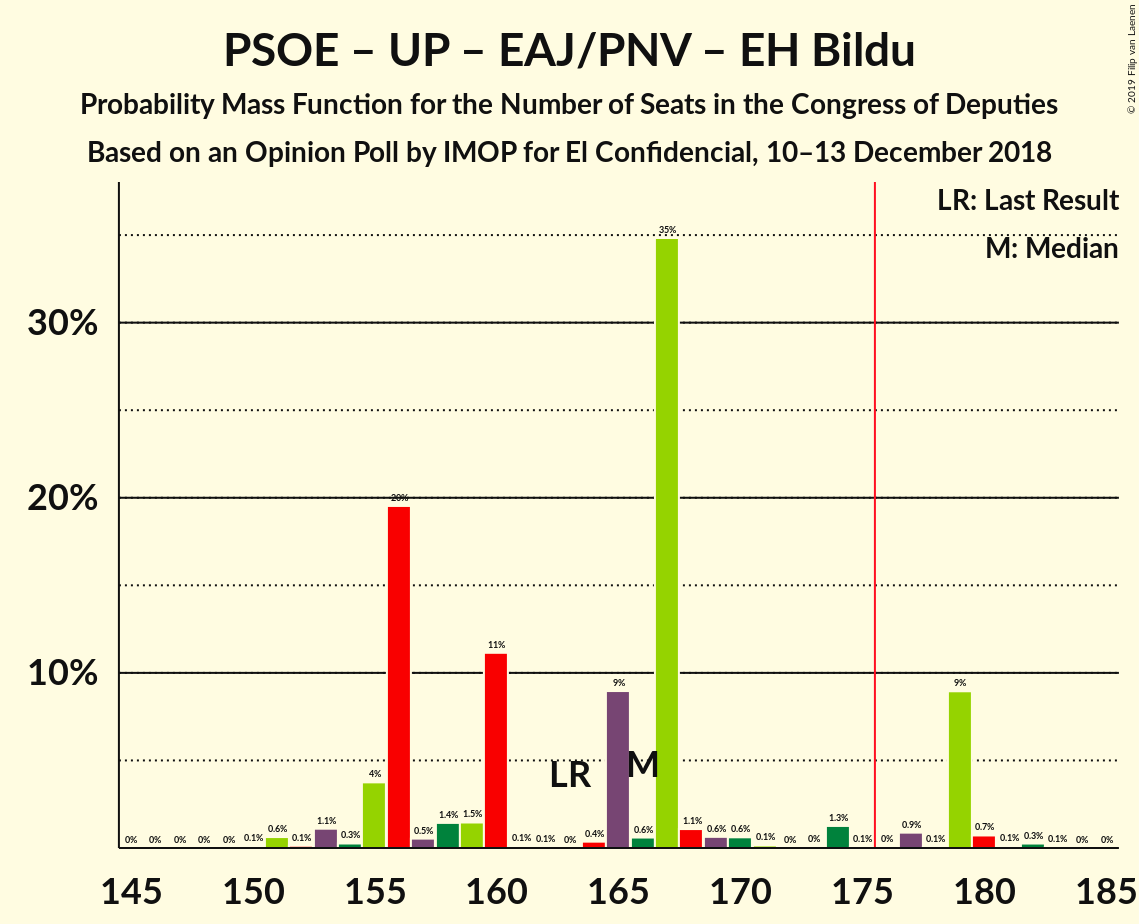 PSOE – UP – EAJ/PNV – EH Bildu
Probability Mass Function for the Number of Seats in the Congress of Deputies
Based on an Opinion Poll by IMOP for El Confidencial, 10–13 December 2018
© 2019 Filip van Laenen
LR: Last Result
M: Median
30%
20%
10%
0% 0% 0% 0% 0% 0.1% 0.6% 0.1% 1.1% 0.3% 4% 20% 0.5% 1.4% 1.5% 11% 0.1% 0.1% 0% 0.4% 9% 0.6% 35% 1.1% 0.6% 0.6% 0.1% 0% 0% 1.3% 0.1% 0% 0.9% 0.1% 9% 0.7% 0.1% 0.3% 0.1% 0% 0%
LR M
145 150 155 160 165 170 175 180 185